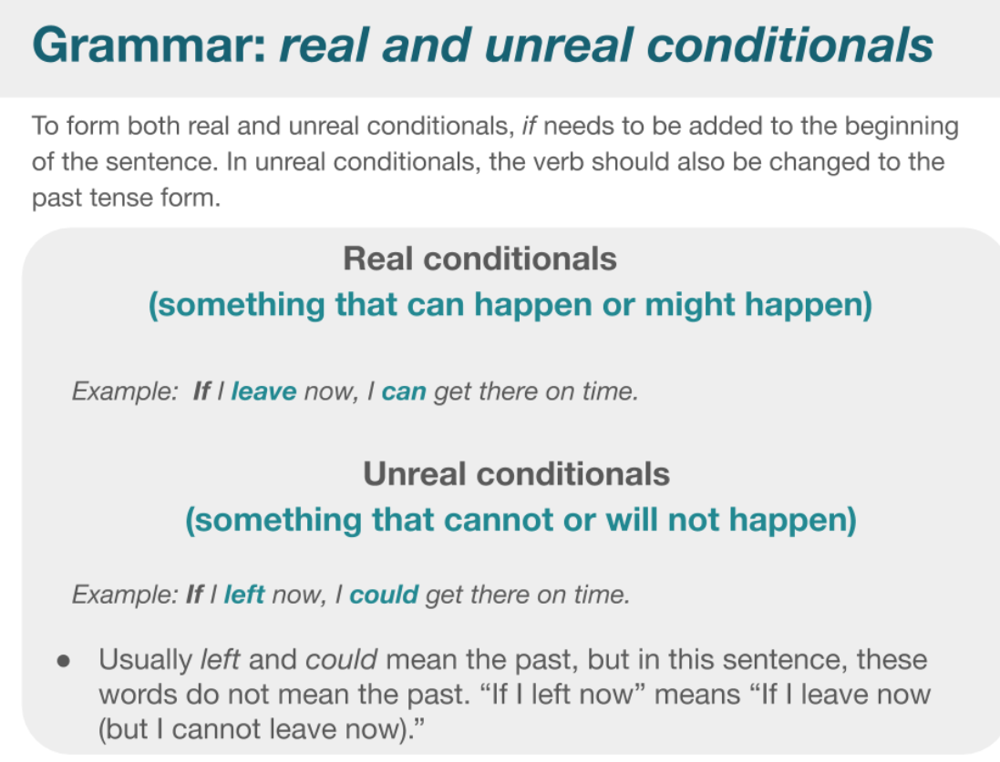 Grammar: real and unreal conditionals
To form both real and unreal conditionals, if needs to be added to the beginning
of the sentence. In unreal conditionals, the verb should also be changed to the
past tense form.
Real conditionals
(something that can happen or might happen)
Example: If I leave now, I can get there on time.
Unreal conditionals
(something that cannot or will not happen)
Example: If I left now, I could get there on time.
● Usually left and could mean the past, but in this sentence, these
words do not mean the past. “If I left now” means “If I leave now
(but I cannot leave now).”